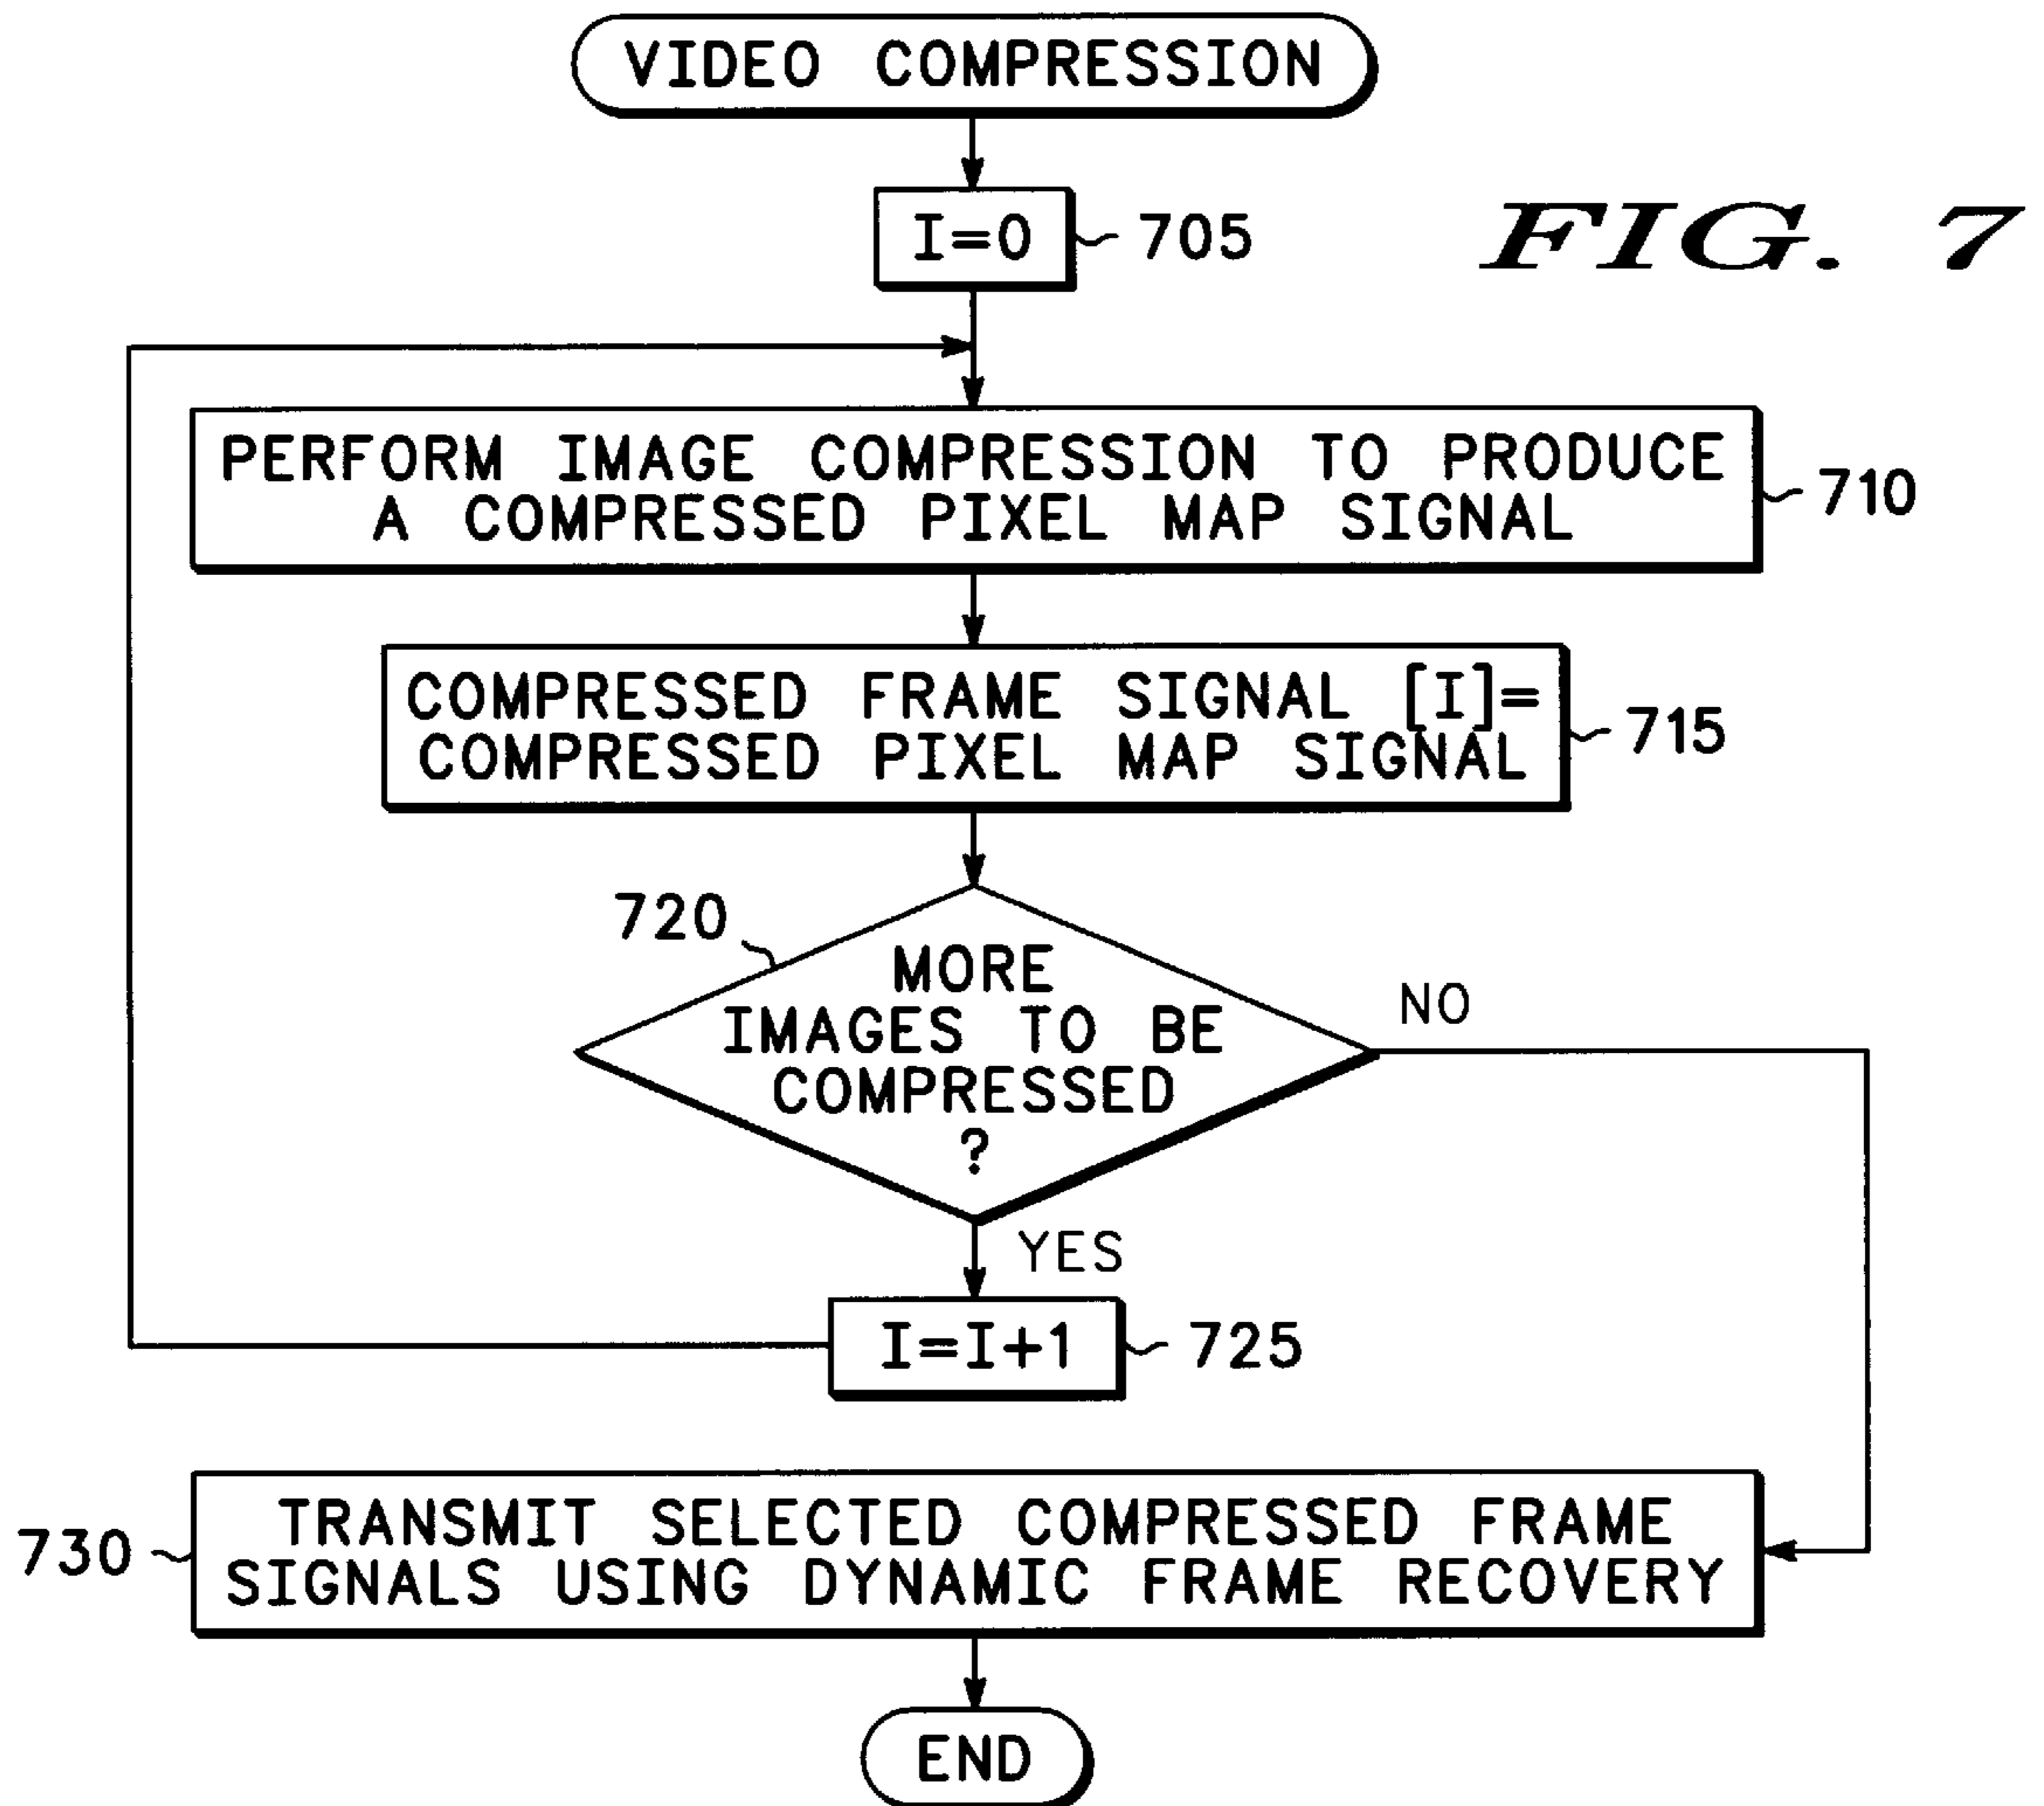 VIDEO COMPRESSION
I=0
705
FIG. 7
PERFORM IMAGE COMPRESSION TO PRODUCE
A COMPRESSED PIXEL MAP SIGNAL
710
COMPRESSED FRAME SIGNAL [I]=
COMPRESSED PIXEL MAP SIGNAL
715
720
MORE
IMAGES TO BE
COMPRESSED
?
NO
YES
I=I+1
725
730
TRANSMIT SELECTED COMPRESSED FRAME
SIGNALS USING DYNAMIC FRAME RECOVERY
END